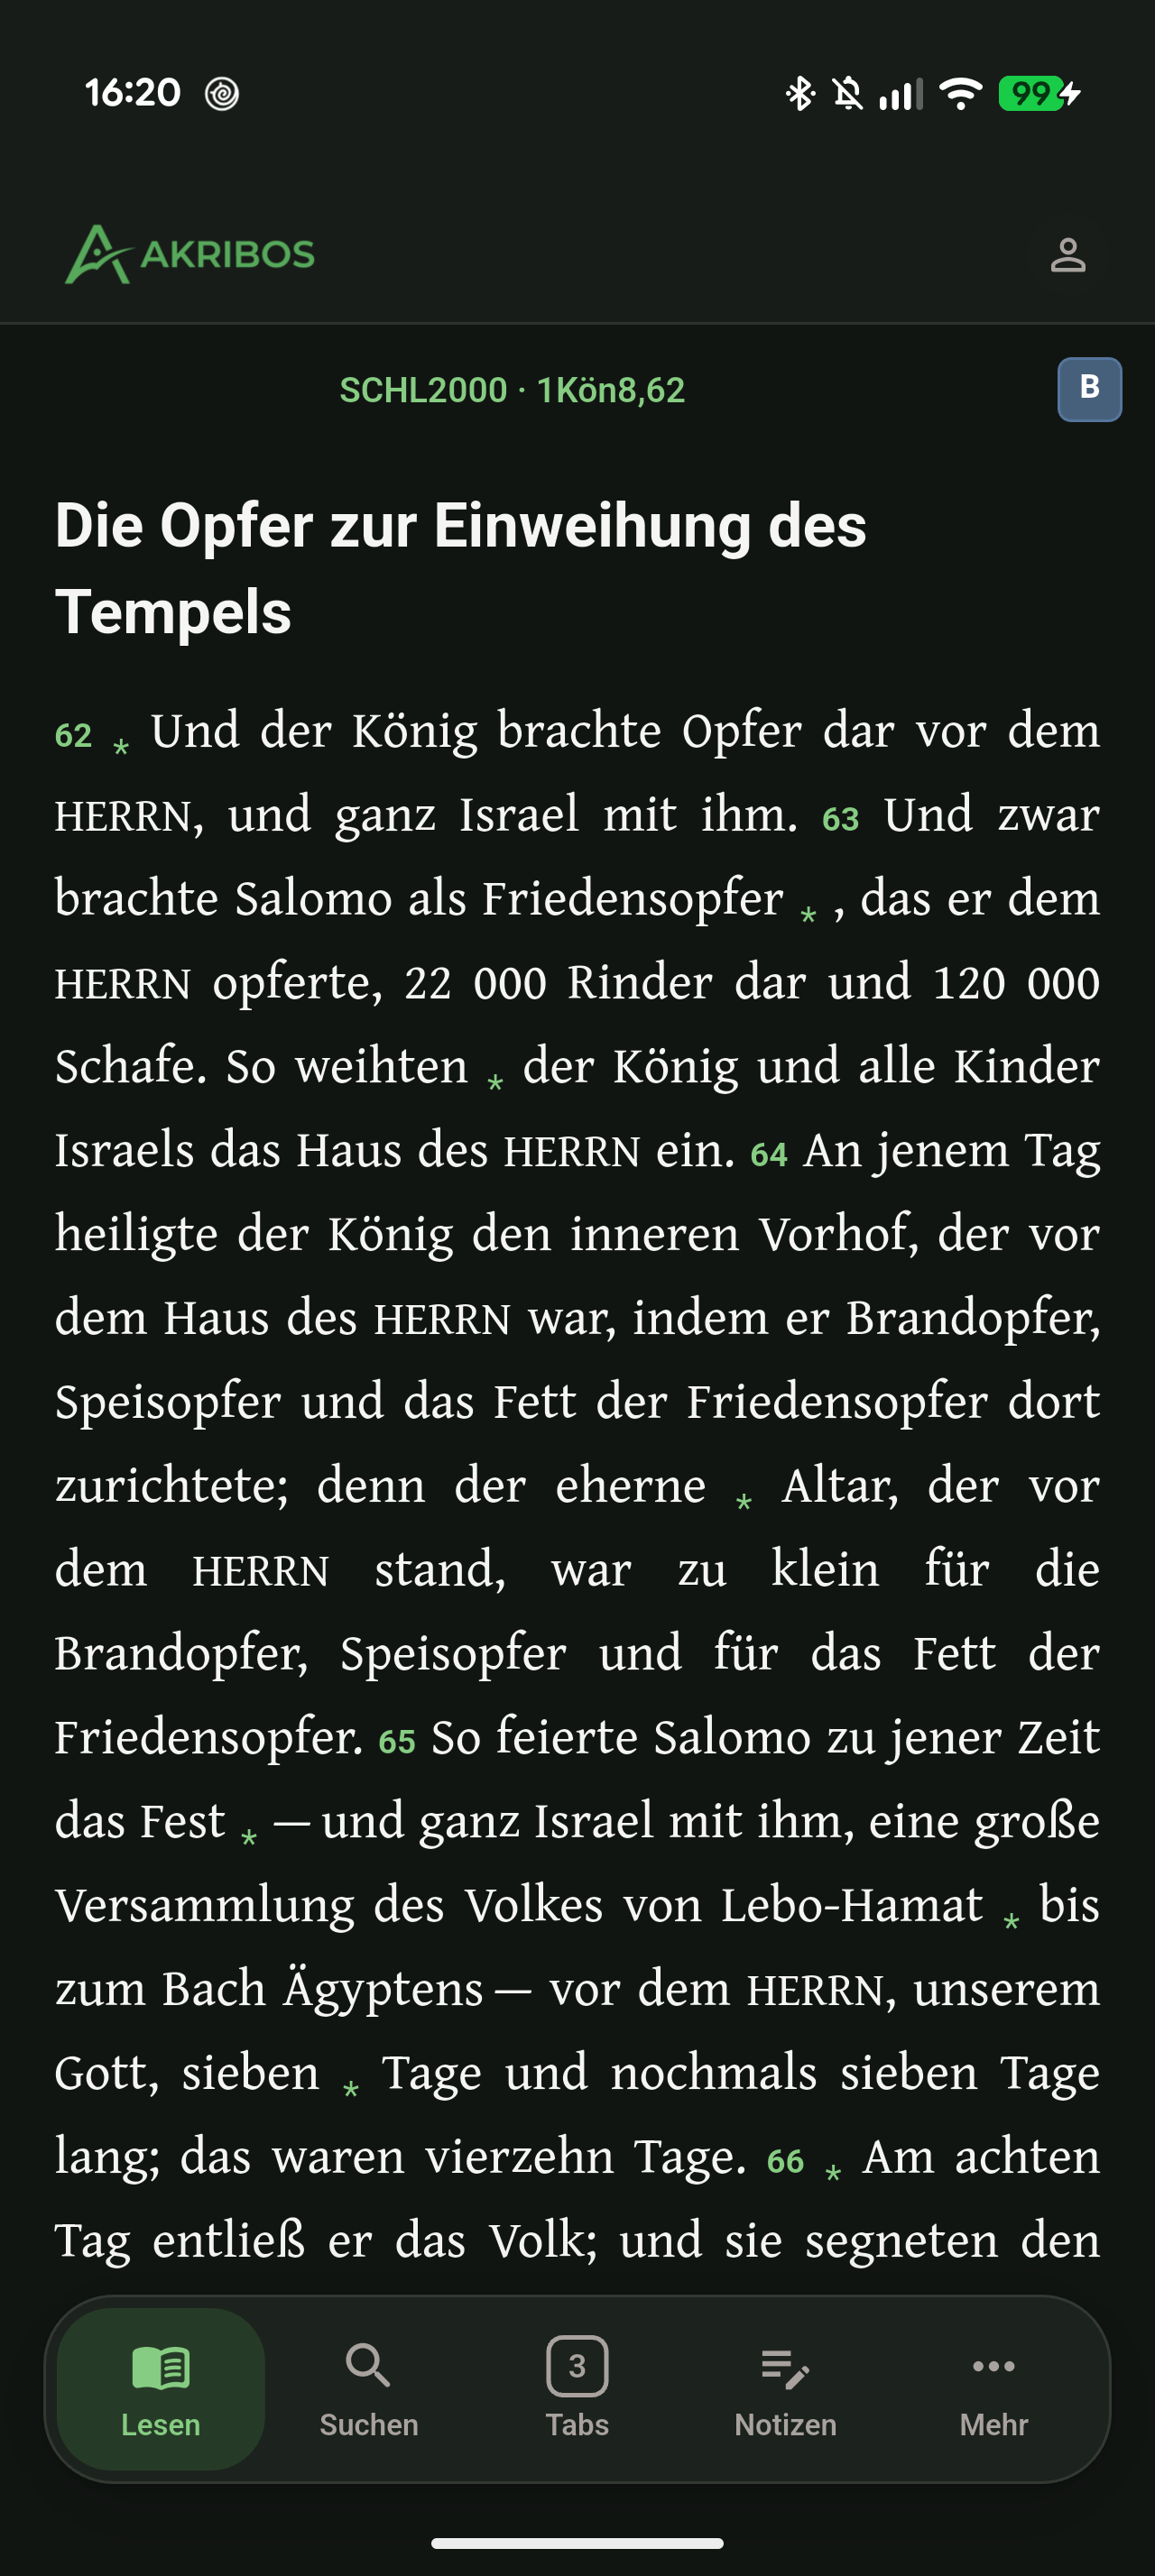 16:20
99
AKRIBOS
SCHL2000 · 1Kön8,62
B
Die Opfer zur Einweihung des
Tempels
62 * Und der König brachte Opfer dar vor dem
HERRN, und ganz Israel mit ihm. 63 Und zwar
brachte Salomo als Friedensopfer * , das er dem
HERRN opferte, 22 000 Rinder dar und 120 000
Schafe. So weihten * der König und alle Kinder
Israels das Haus des HERRN ein. 64 An jenem Tag
heiligte der König den inneren Vorhof, der vor
dem Haus des HERRN war, indem er Brandopfer,
Speisopfer und das Fett der Friedensopfer dort
zurichtete; denn der eherne * Altar, der vor
dem HERRN stand, war zu klein für die
Brandopfer, Speisopfer und für das Fett der
Friedensopfer. 65 So feierte Salomo zu jener Zeit
das Fest * — und ganz Israel mit ihm, eine große
Versammlung des Volkes von Lebo-Hamat * bis
zum Bach Ägyptens — vor dem HERRN, unserem
Gott, sieben * Tage und nochmals sieben Tage
lang; das waren vierzehn Tage. 66 * Am achten
Tag entließ er das Volk; und sie segneten den
3
Lesen Suchen Tabs Notizen Mehr